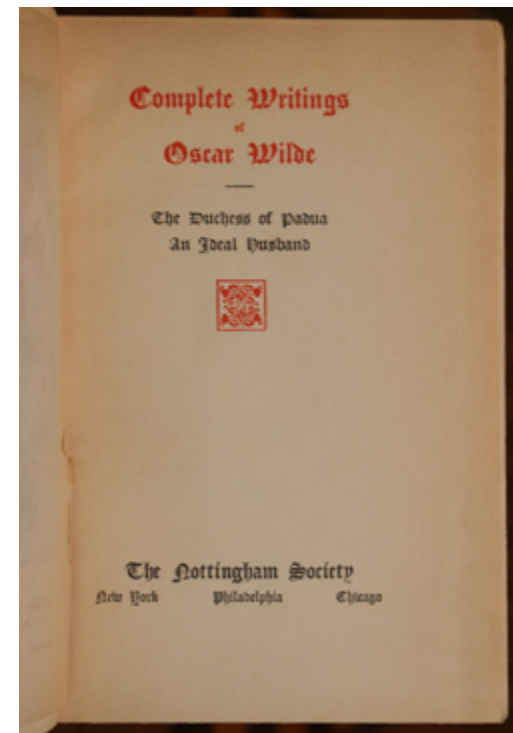 Complete Writings
of
Oscar Wilde
The Duchess of Padua
An Ideal Husband
The Nottingham Society
New York Philadelphia Chicago